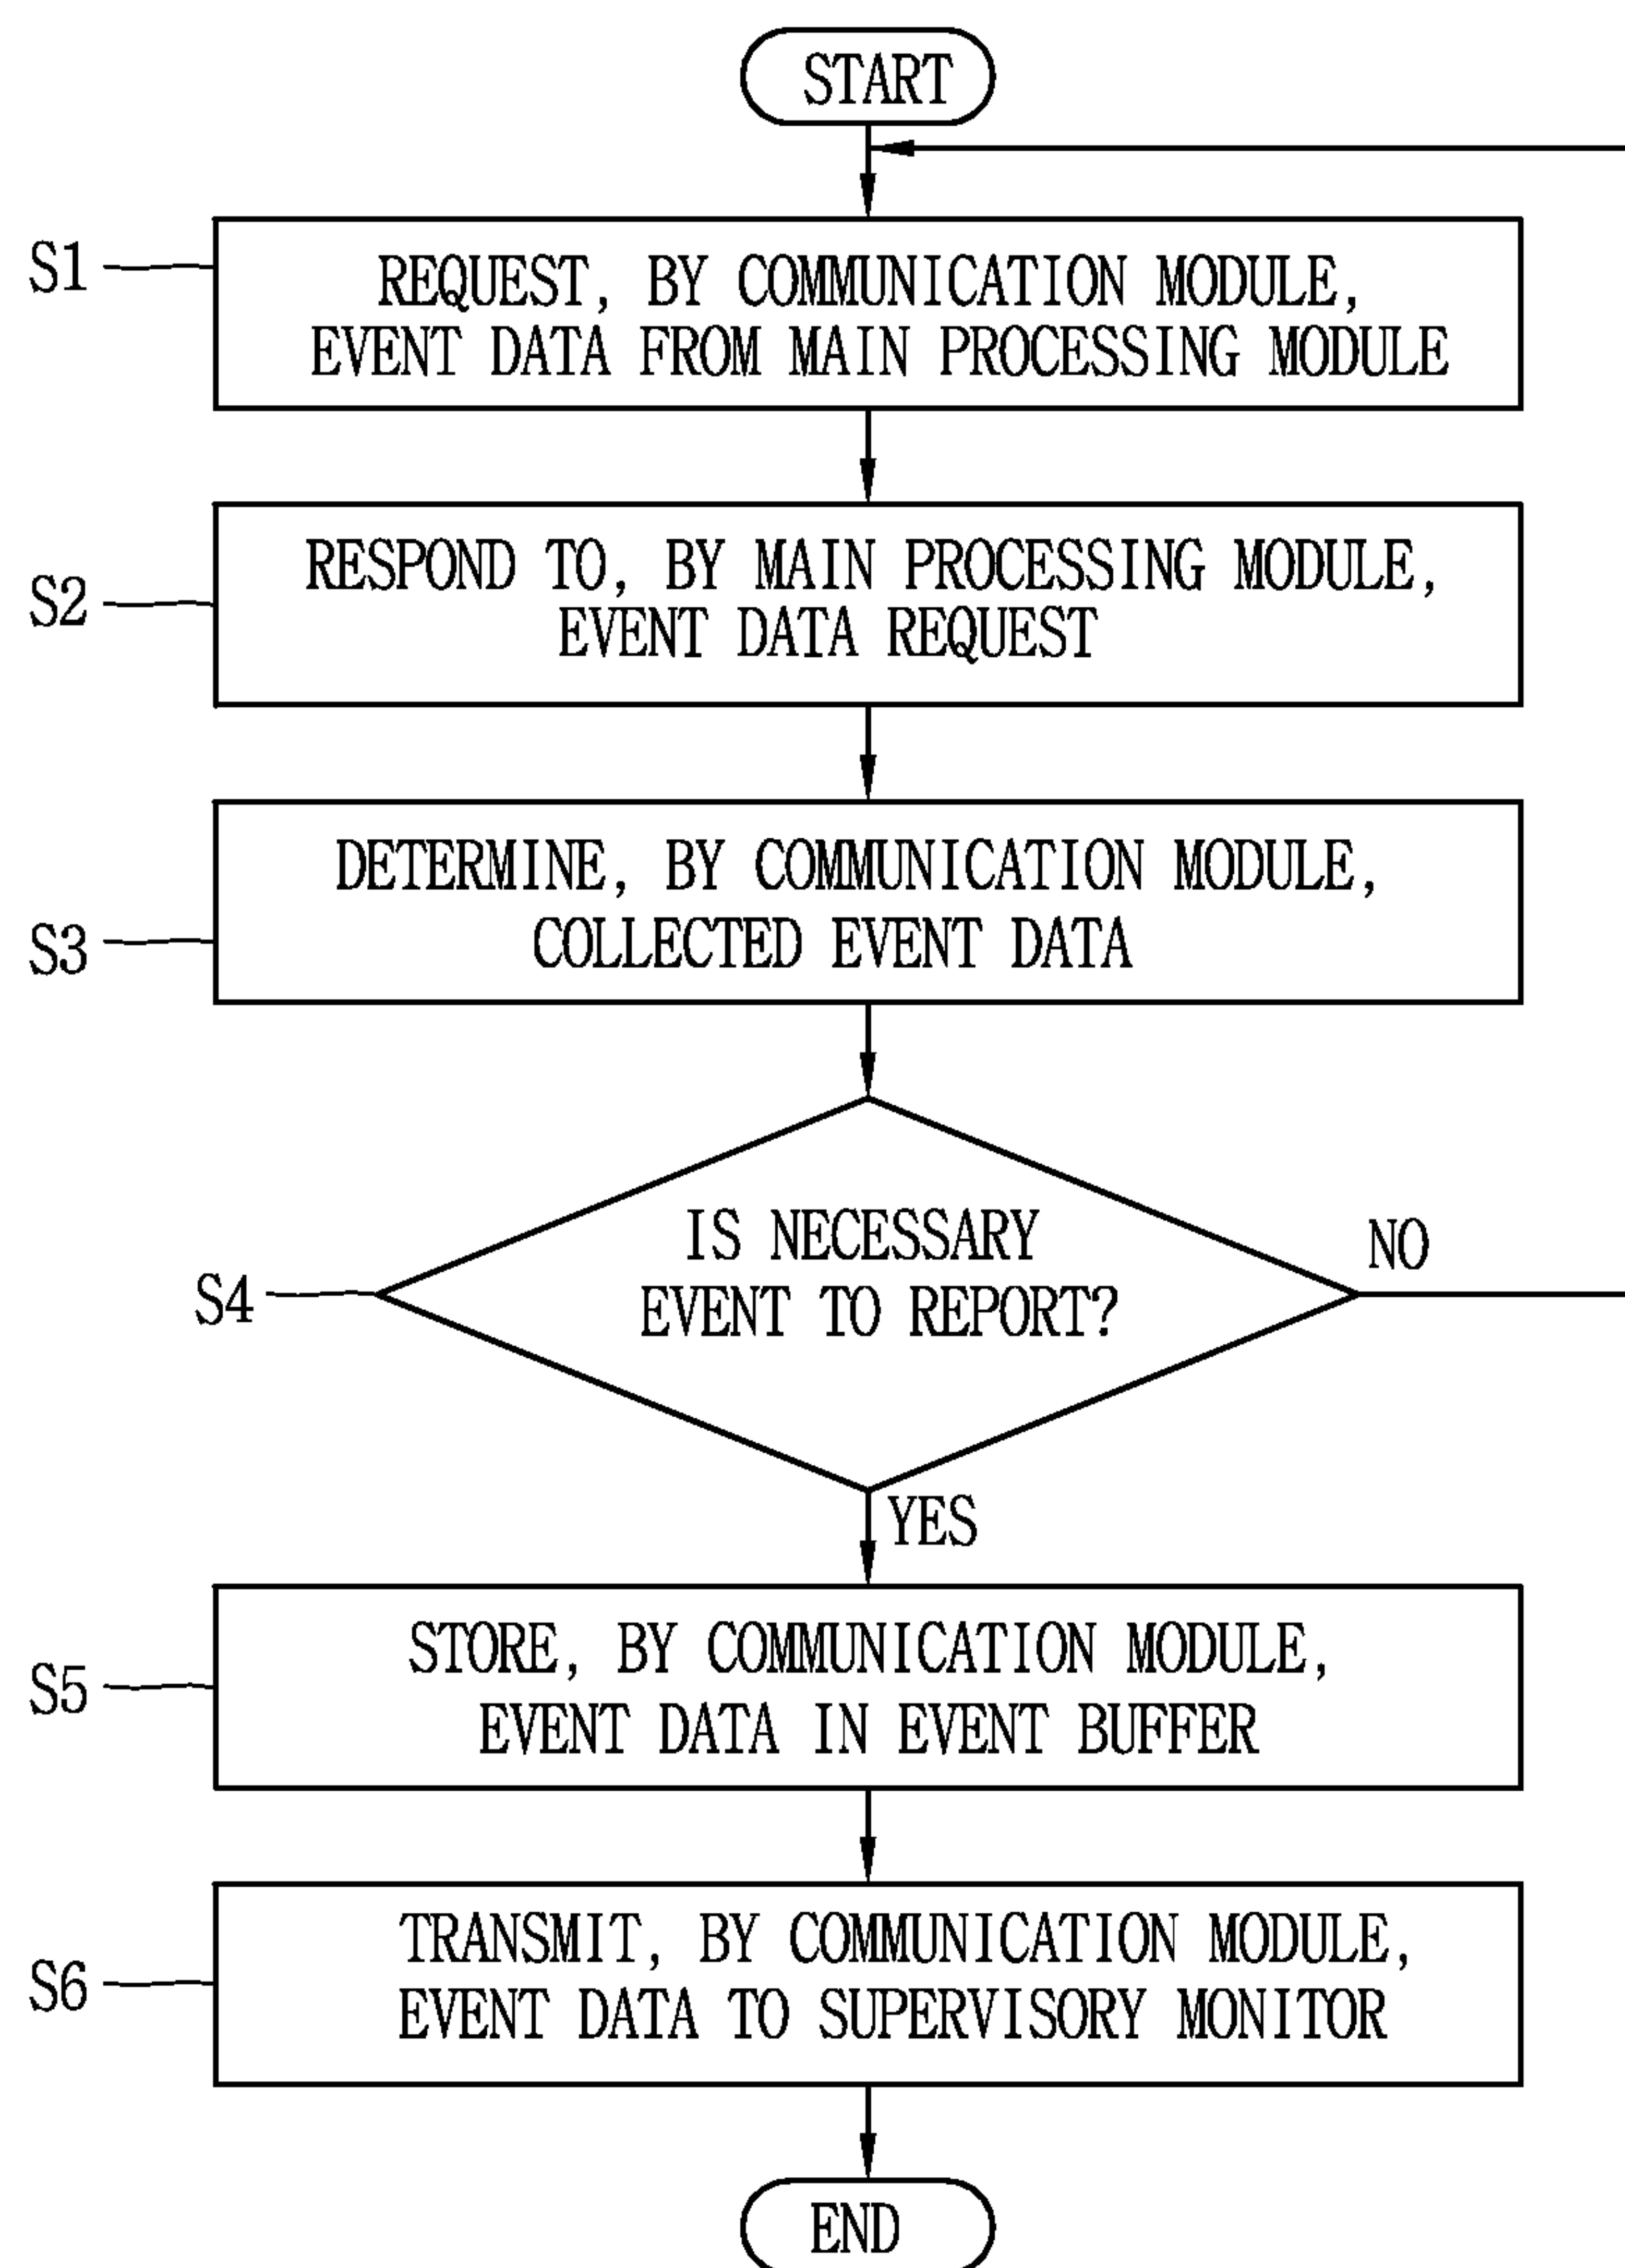 START
S1
REQUEST, BY COMMUNICATION MODULE,
EVENT DATA FROM MAIN PROCESSING MODULE
S2
RESPOND TO, BY MAIN PROCESSING MODULE,
EVENT DATA REQUEST
S3
DETERMINE, BY COMMUNICATION MODULE,
COLLECTED EVENT DATA
S4
IS NECESSARY
EVENT TO REPORT?
NO
YES
S5
STORE, BY COMMUNICATION MODULE,
EVENT DATA IN EVENT BUFFER
S6
TRANSMIT, BY COMMUNICATION MODULE,
EVENT DATA TO SUPERVISORY MONITOR
END